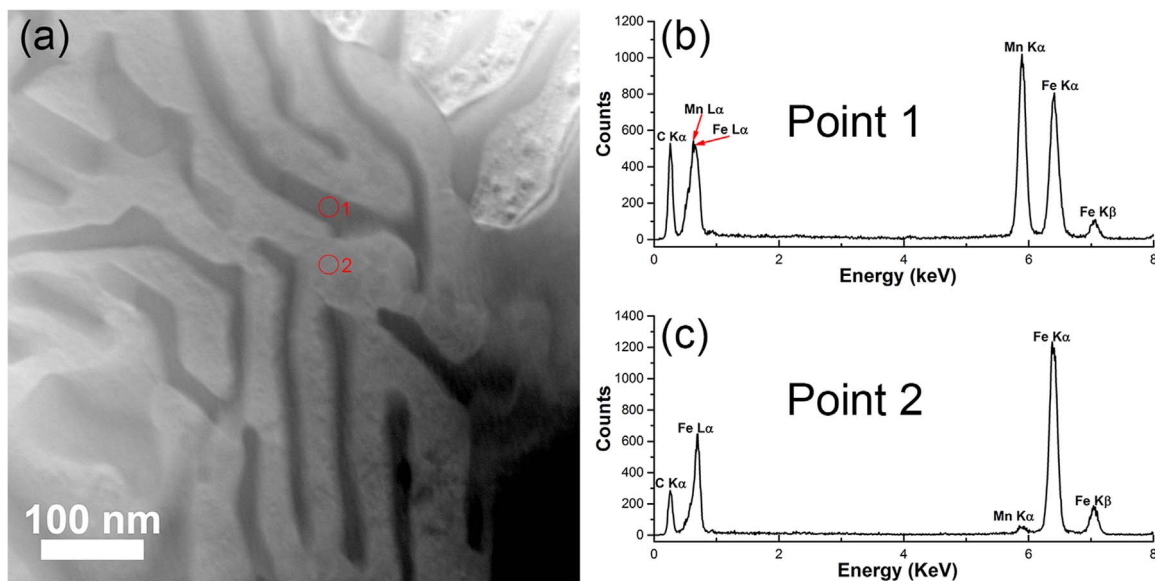 (a)
1
2
100 nm
(b)
Point 1
C Kα
Mn Lα
Fe Lα
Mn Kα
Fe Kα
Fe Kβ
Counts
1200
1000
800
600
400
200
0
0 2 4 6 8
Energy (keV)
(c)
Point 2
C Kα
Fe Lα
Mn Kα
Fe Kα
Fe Kβ
Counts
1400
1200
1000
800
600
400
200
0
0 2 4 6 8
Energy (KeV)